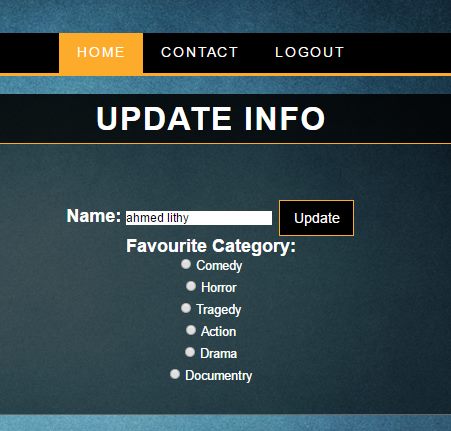 HOME CONTACT LOGOUT
UPDATE INFO
Name: ahmed lithy Update
Favourite Category:
Comedy
Horror
Tragedy
Action
Drama
Documentry